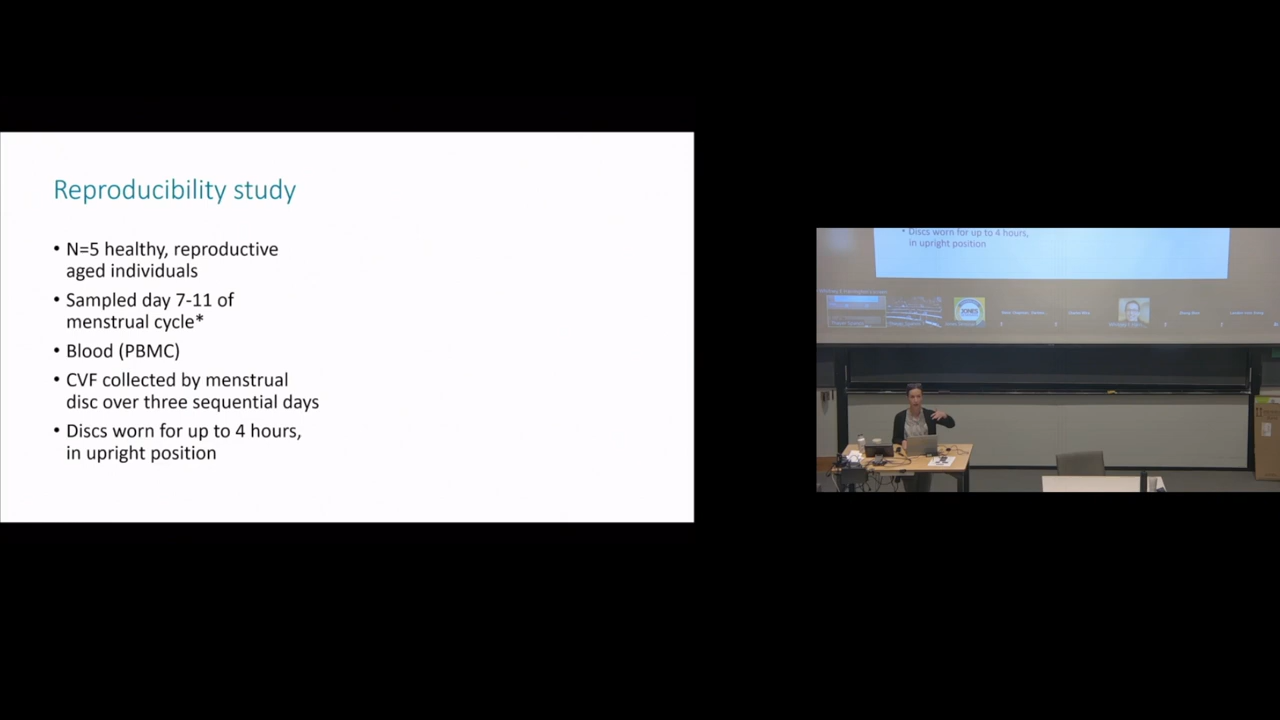 Reproducibility study
• N=5 healthy, reproductive
aged individuals
• Sampled day 7-11 of
menstrual cycle*
• Blood (PBMC)
• CVF collected by menstrual
disc over three sequential days
• Discs worn for up to 4 hours,
in upright position
• Discs worn for up to 4 hours,
in upright position
JONES